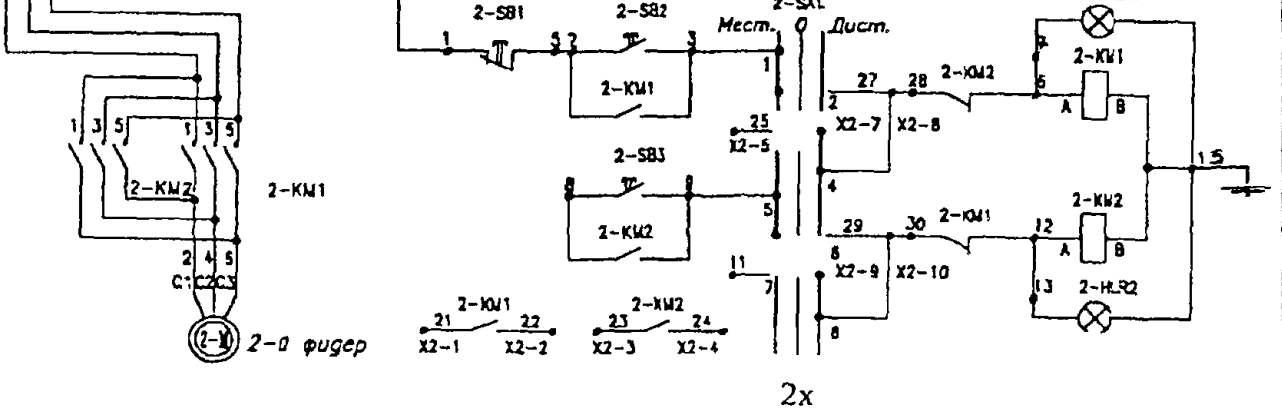 2-SB1
2-SB2
2-SA1
Мест. 0 Дист.
1
5
2
3
1
2-KM1
27
28
2-KM2
6
2-KM1
A
B
2
X2-7
X2-8
25
X2-5
1 3 5 1 3 5
2-KM2
2-KM1
2-SB3
4
5
2-KM2
29
30
2-KM1
12
2-KM2
A
B
15
6
X2-9
X2-10
11
7
13
2-HLR2
8
2 4 6
C1 C2 C3
2-й фидер
2-KM1
21
22
X2-1
X2-2
2-KM2
23
24
X2-3
X2-4
2x